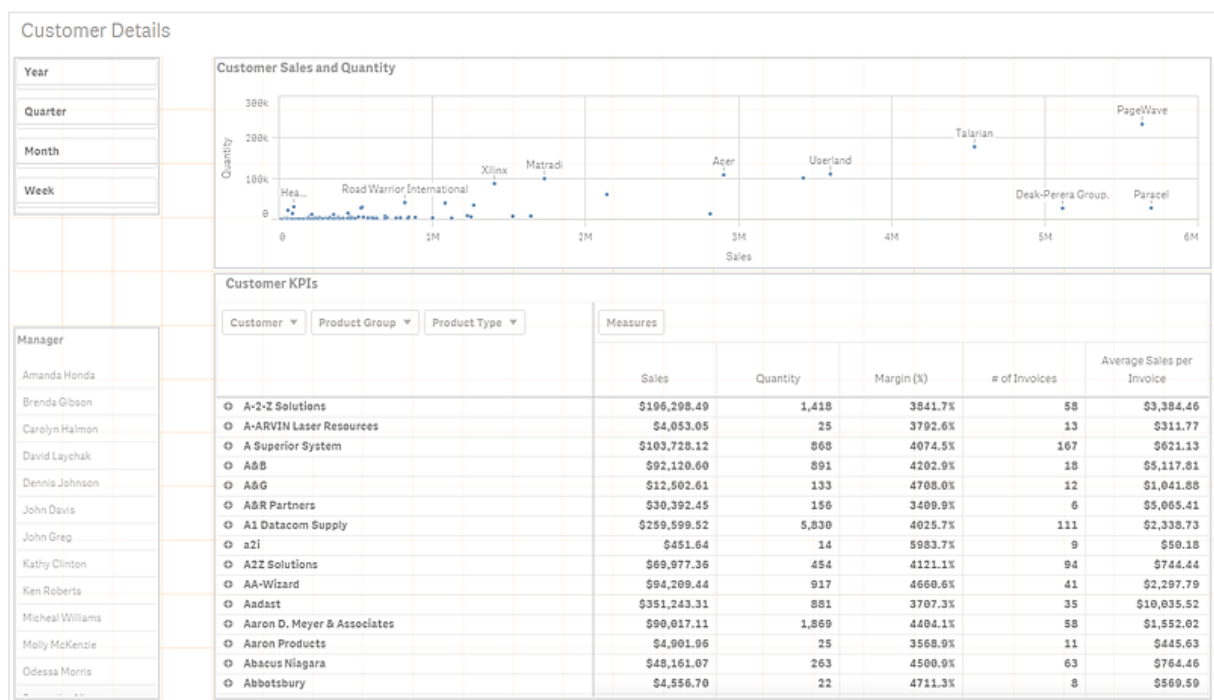 Customer Details
Year
Quarter
Month
Week
Customer Sales and Quantity
300k
200k
100k
0
Quantity
PageWave
Talarian
Acer
Userland
Xilinx
Matradi
Hea...
Road Warrior International
Deak-Perera Group.
Paracel
0 1M 2M 3M 4M 5M 6M
Sales
Manager
Amanda Honda
Brenda Gibson
Carolyn Halmon
David Laychak
Dennis Johnson
John Davis
John Greg
Kathy Clinton
Ken Roberts
Micheal Williams
Molly McKenzie
Odessa Morris
Customer KPIs
Customer Product Group Product Type Measures
Sales Quantity Margin (%) # of Invoices Average Sales per Invoice
A-2-Z Solutions $196,298.49 1,418 3841.7% 58 $3,384.46
A-ARVIN Laser Resources $4,053.05 25 3792.6% 13 $311.77
A Superior System $103,728.12 868 4074.5% 167 $621.13
A&B $92,120.60 891 4202.9% 18 $5,117.81
A&G $12,502.61 133 4708.0% 12 $1,041.88
A&R Partners $30,392.45 156 3409.9% 6 $5,065.41
A1 Datacom Supply $259,599.52 5,830 4025.7% 111 $2,338.73
a2i $451.64 14 5983.7% 9 $50.18
A2Z Solutions $69,977.36 454 4121.1% 94 $744.44
AA-Wizard $94,209.44 917 4660.6% 41 $2,297.79
Aadast $351,243.31 881 3707.3% 35 $10,035.52
Aaron D. Meyer & Associates $90,017.11 1,869 4404.1% 58 $1,552.02
Aaron Products $4,901.96 25 3568.9% 11 $445.63
Abacus Niagara $48,161.07 263 4500.9% 63 $764.46
Abbotsbury $4,556.70 22 4711.3% 8 $569.59